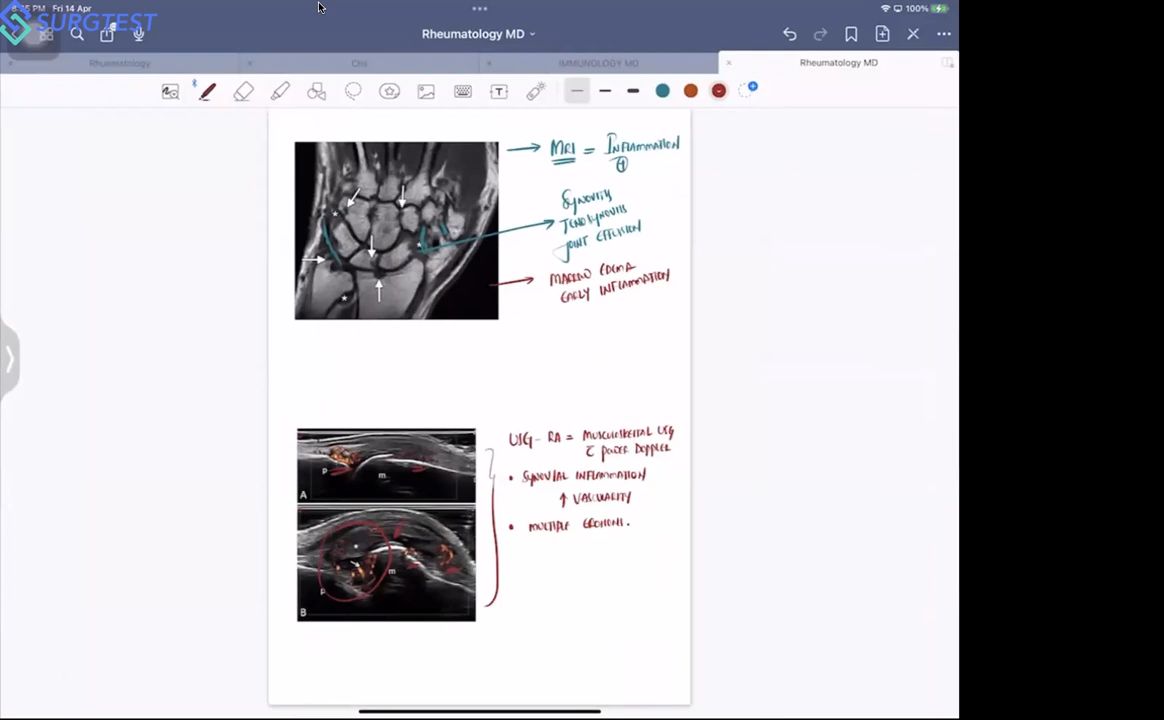 Fri 14 Apr
100%
SURGTEST
Rheumatology MD
Rhuematology
IMMUNOLOGY MD
Rheumatology MD
MRI = INFLAMMATION
+
SYNOVITIS
TENOSYNOVITIS
JOINT EFFUSION
MARROW EDEMA
EARLY INFLAMMATION
USG - RA = MUSCULOSKELETAL USG
C POWER DOPPLER
• SYNOVIAL INFLAMMATION
↑ VASCULARITY
• MULTIPLE EROSIONS.
P
m
A
m
P
B